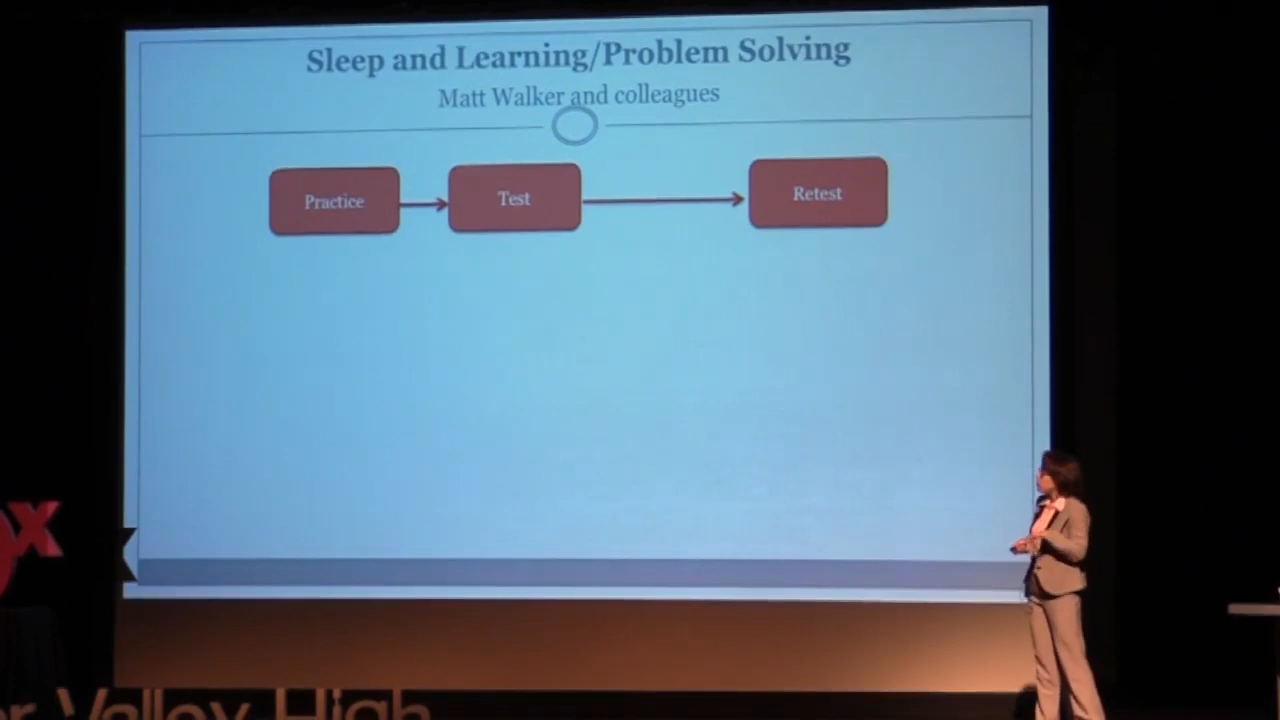 Sleep and Learning/Problem Solving
Matt Walker and colleagues
Practice
Test
Retest
x
Valley High